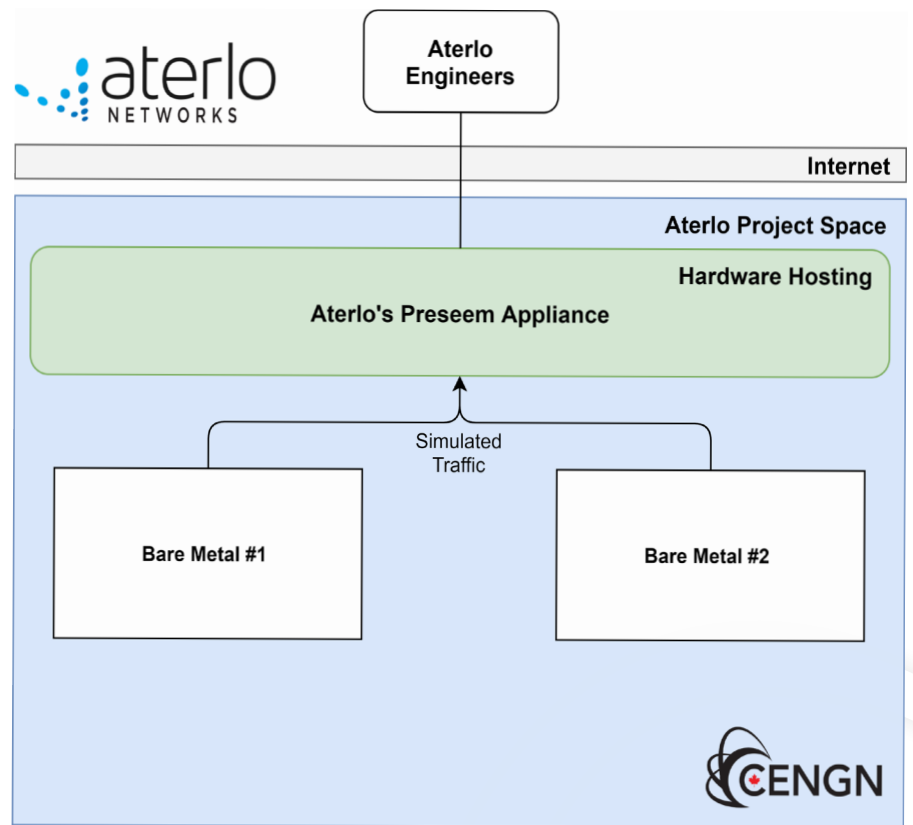 aterlo
NETWORKS
Aterlo
Engineers
Internet
Aterlo Project Space
Hardware Hosting
Aterlo's Preseem Appliance
Simulated
Traffic
Bare Metal #1
Bare Metal #2
CENGN